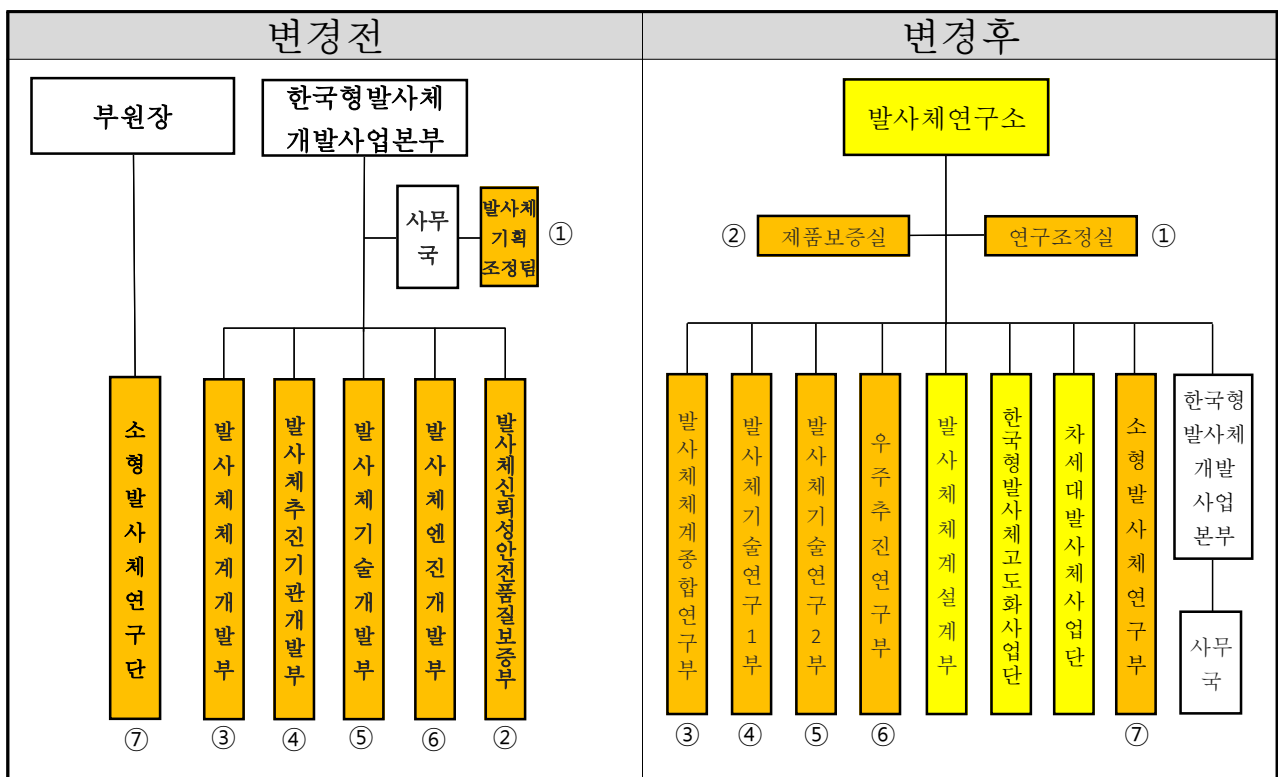 변경전
변경후
부원장
한국형발사체
개발사업본부
사무
국
발사체
기획
조정팀
①
소형발사체연구단
발사체체계개발부
발사체추진기관개발부
발사체기술개발부
발사체엔진개발부
발사체신뢰성안전품질보증부
⑦
③
④
⑤
⑥
②
발사체연구소
②
제품보증실
연구조정실
①
발사체체계종합연구부
발사체기술연구1부
발사체기술연구2부
우주추진연구부
발사체체계설계부
한국형발사체고도화사업단
차세대발사체사업단
소형발사체연구부
한국형
발사체
개발
사업
본부
사무
국
③
④
⑤
⑥
⑦